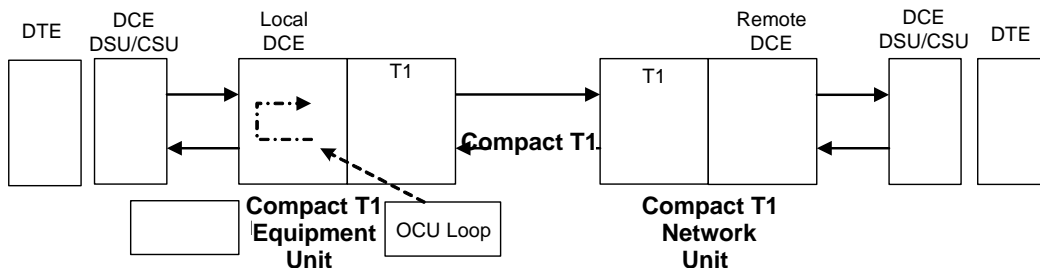 DTE
DCE
DSU/CSU
Local
DCE
T1
T1
Remote
DCE
DCE
DSU/CSU
DTE
Compact T1
Compact T1
Equipment
Unit
OCU Loop
Compact T1
Network
Unit